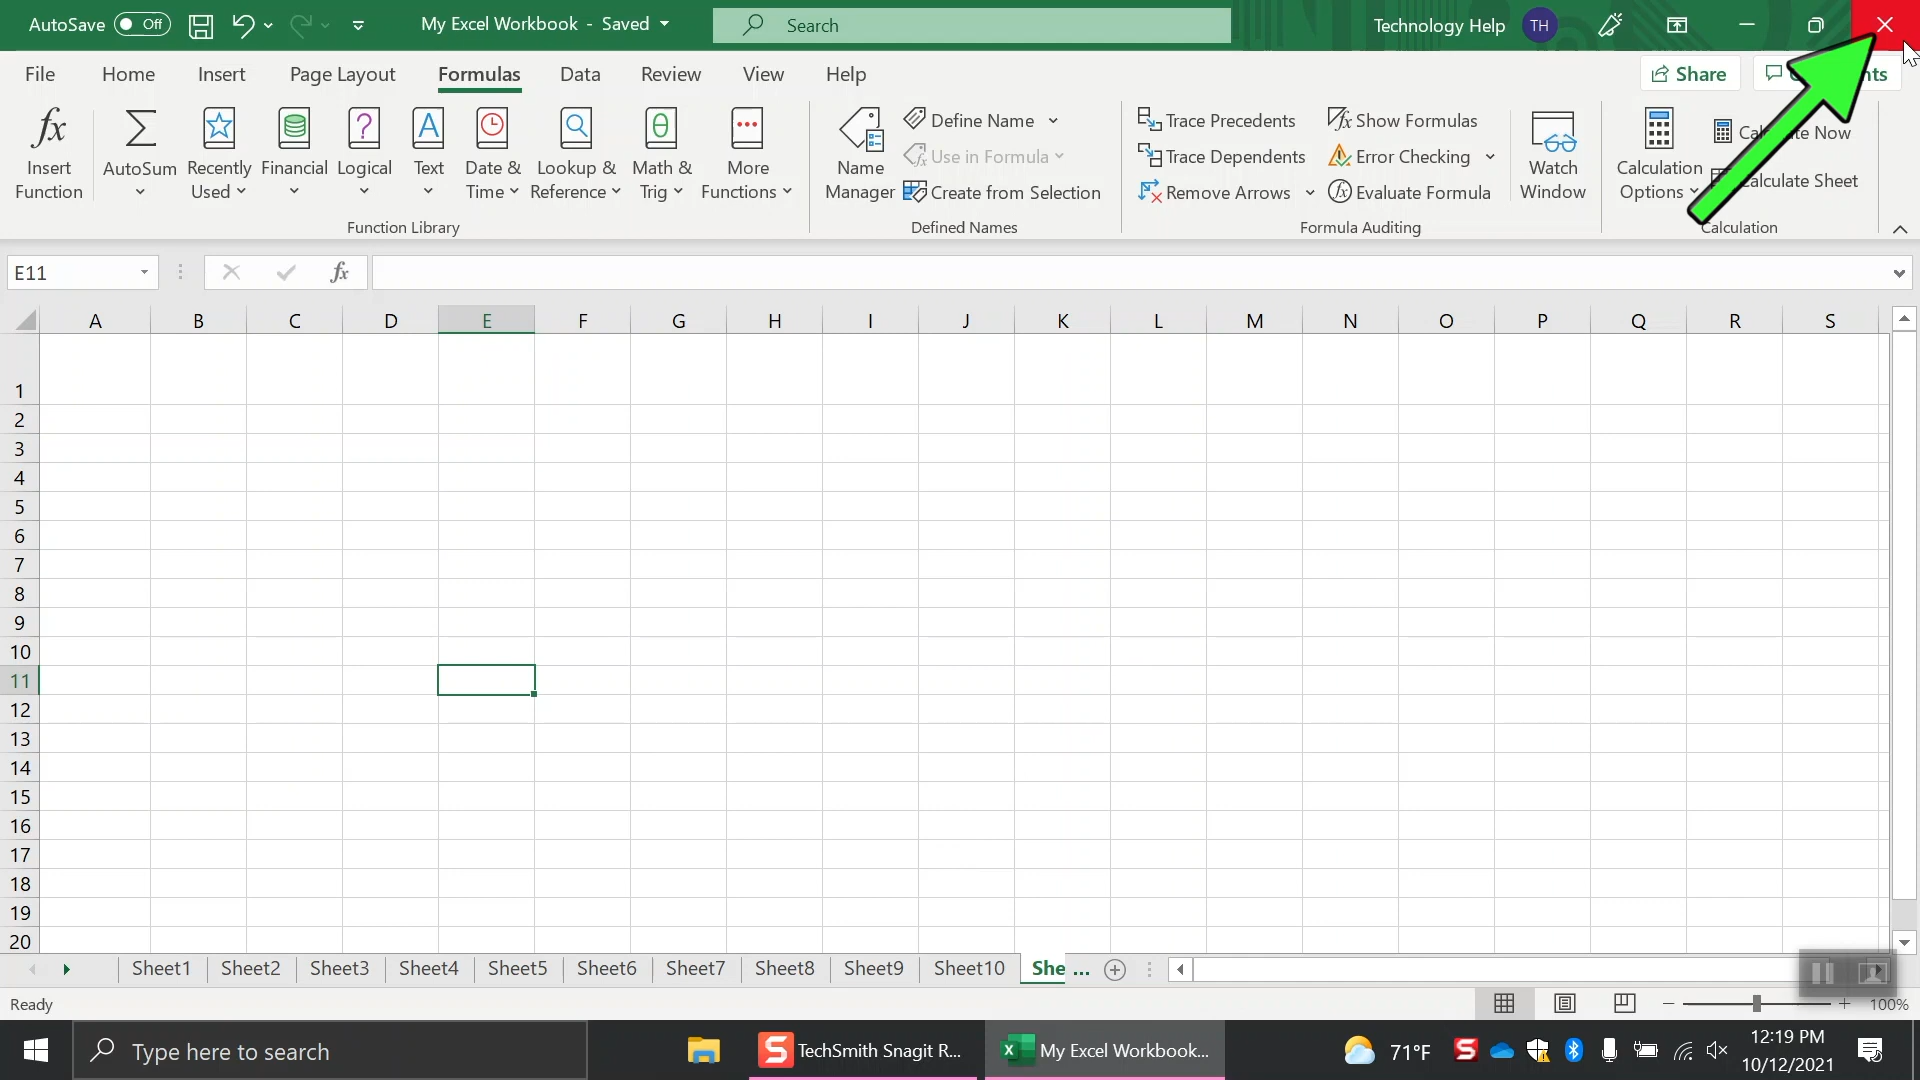 AutoSave Off My Excel Workbook - Saved Search Technology Help TH
File Home Insert Page Layout Formulas Data Review View Help Share
fx
Insert Function
AutoSum
Recently Used
Financial
Logical
Text
Date & Time
Lookup & Reference
Math & Trig
More Functions
Function Library
Name Manager
Define Name
Use in Formula
Create from Selection
Defined Names
Trace Precedents
Trace Dependents
Remove Arrows
Show Formulas
Error Checking
Evaluate Formula
Formula Auditing
Watch Window
Calculation Options
Calculate Sheet
Calculation
E11 fx
A B C D E F G H I J K L M N O P Q R S
1
2
3
4
5
6
7
8
9
10
11
12
13
14
15
16
17
18
19
20
Sheet1 Sheet2 Sheet3 Sheet4 Sheet5 Sheet6 Sheet7 Sheet8 Sheet9 Sheet10 She ...
Ready 100%
Type here to search TechSmith Snagit R... My Excel Workbook... 71°F 12:19 PM
10/12/2021